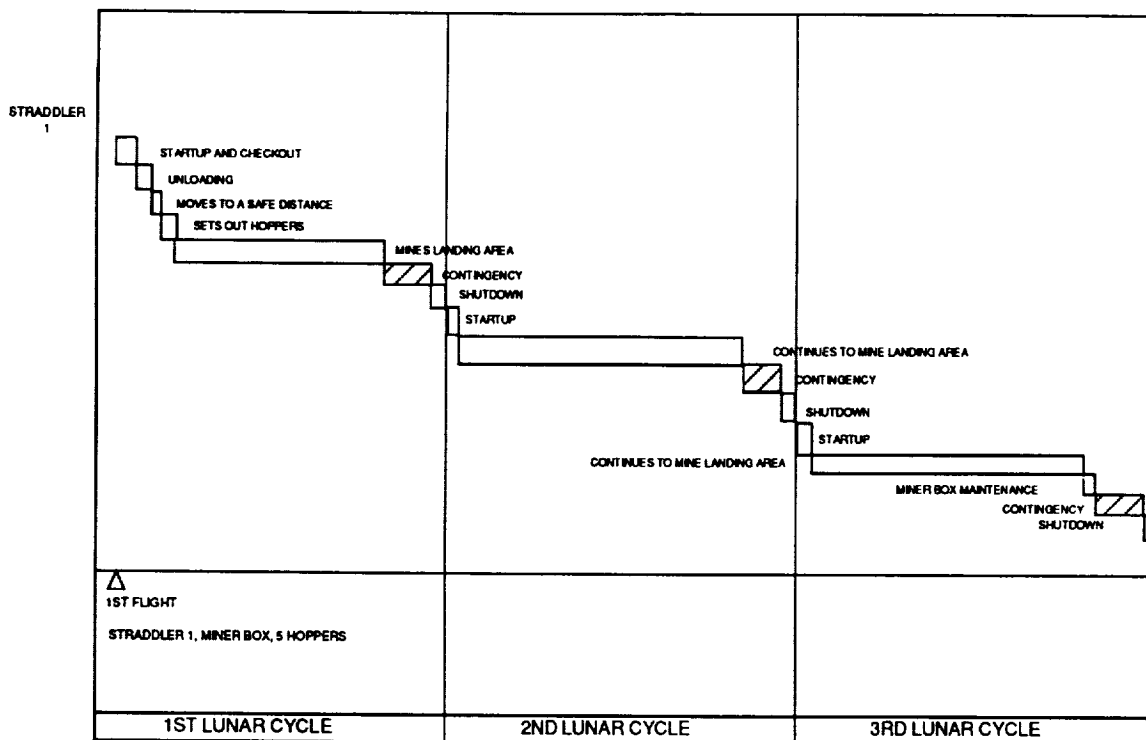 STRADDLER
1
STARTUP AND CHECKOUT
UNLOADING
MOVES TO A SAFE DISTANCE
SETS OUT HOPPERS
MINES LANDING AREA
CONTINGENCY
SHUTDOWN
STARTUP
CONTINUES TO MINE LANDING AREA
CONTINGENCY
SHUTDOWN
STARTUP
CONTINUES TO MINE LANDING AREA
MINER BOX MAINTENANCE
CONTINGENCY
SHUTDOWN
1ST FLIGHT
STRADDLER 1, MINER BOX, 5 HOPPERS
1ST LUNAR CYCLE
2ND LUNAR CYCLE
3RD LUNAR CYCLE